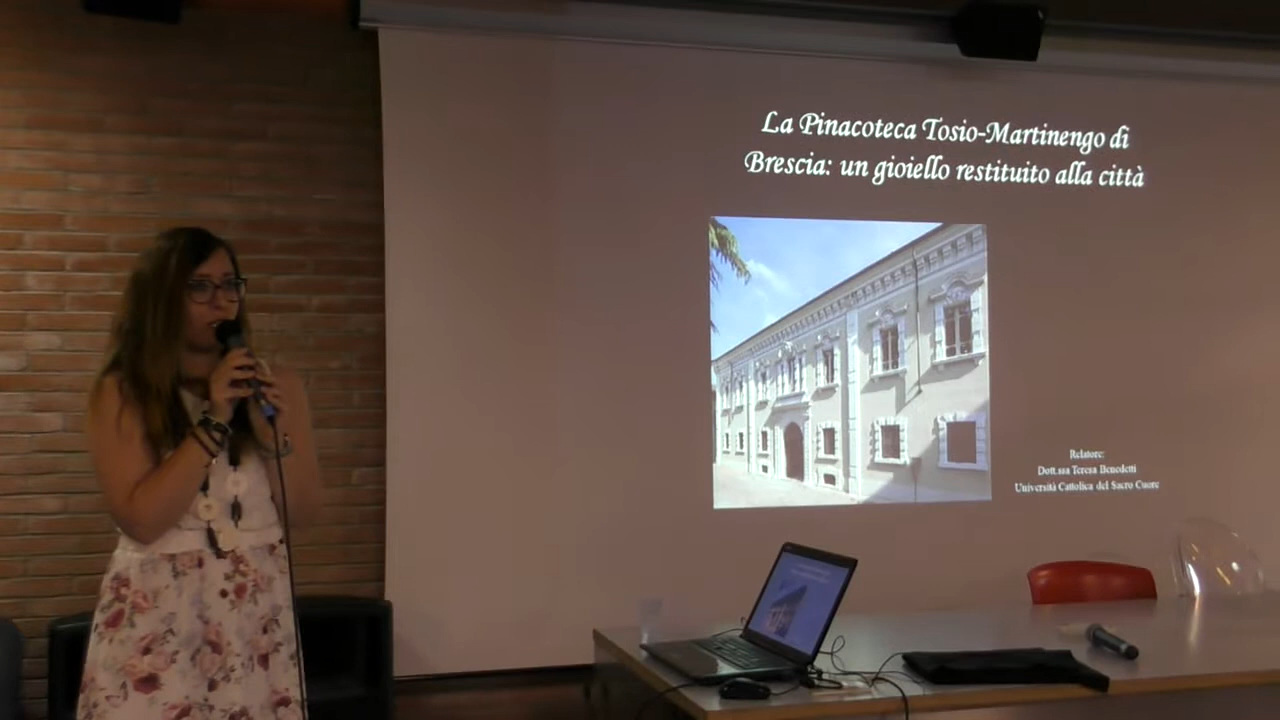 La Pinacoteca Tosio-Martinengo di
Brescia: un gioiello restituito alla città
Relatore:
Dott.ssa Teresa Benedetti
Università Cattolica del Sacro Cuore